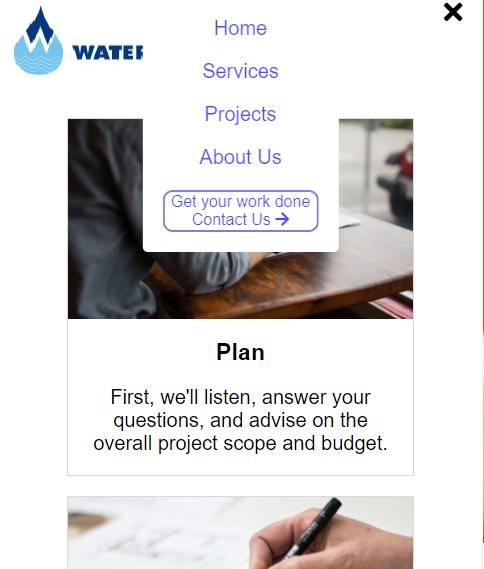 WATER
Home
Services
Projects
About Us
Get your work done
Contact Us
Plan
First, we'll listen, answer your
questions, and advise on the
overall project scope and budget.